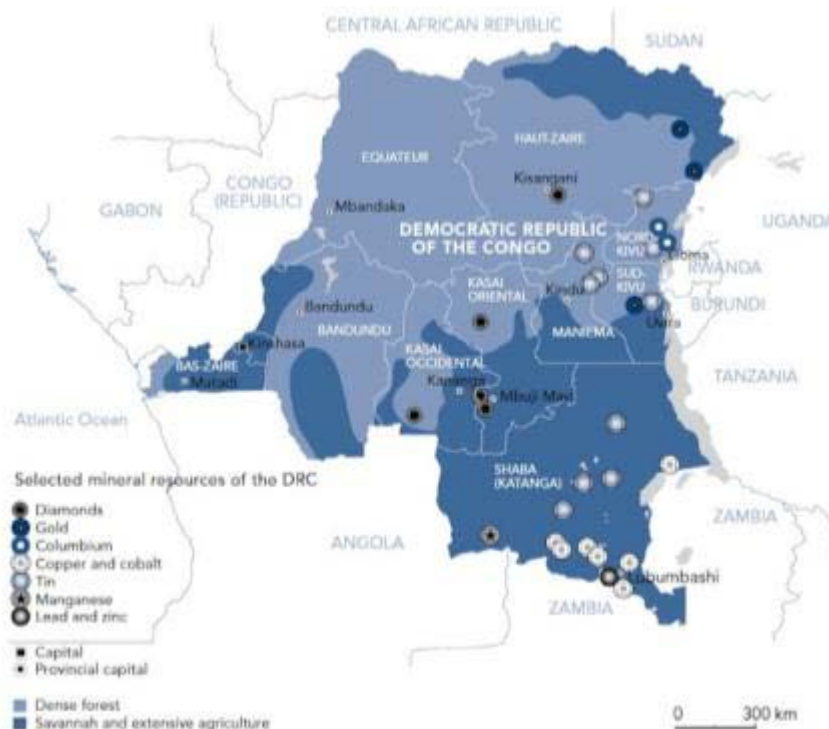 CENTRAL AFRICAN REPUBLIC
SUDAN
HAUT-ZAIRE
EQUATEUR
CONGO
(REPUBLIC)
Kisangani
GABON
Mbandaka
UGANDA
DEMOCRATIC REPUBLIC
OF THE CONGO
NORD-
KIVU
Goma
RWANDA
KASAI
ORIENTAL
SUD-
KIVU
Kindu
BURUNDI
Bandundu
BANDUNDU
Uvira
MANIEMA
Kinshasa
KASAI
OCCIDENTAL
BAS-ZAIRE
Matadi
Kananga
Mbuji Mayi
TANZANIA
Atlantic Ocean
SHABA
(KATANGA)
Selected mineral resources of the DRC
Diamonds
Gold
Columbium
Copper and cobalt
Tin
Manganese
Lead and zinc
ANGOLA
ZAMBIA
Lubumbashi
ZAMBIA
Capital
Provincial capital
Dense forest
Savannah and extensive agriculture
0 300 km